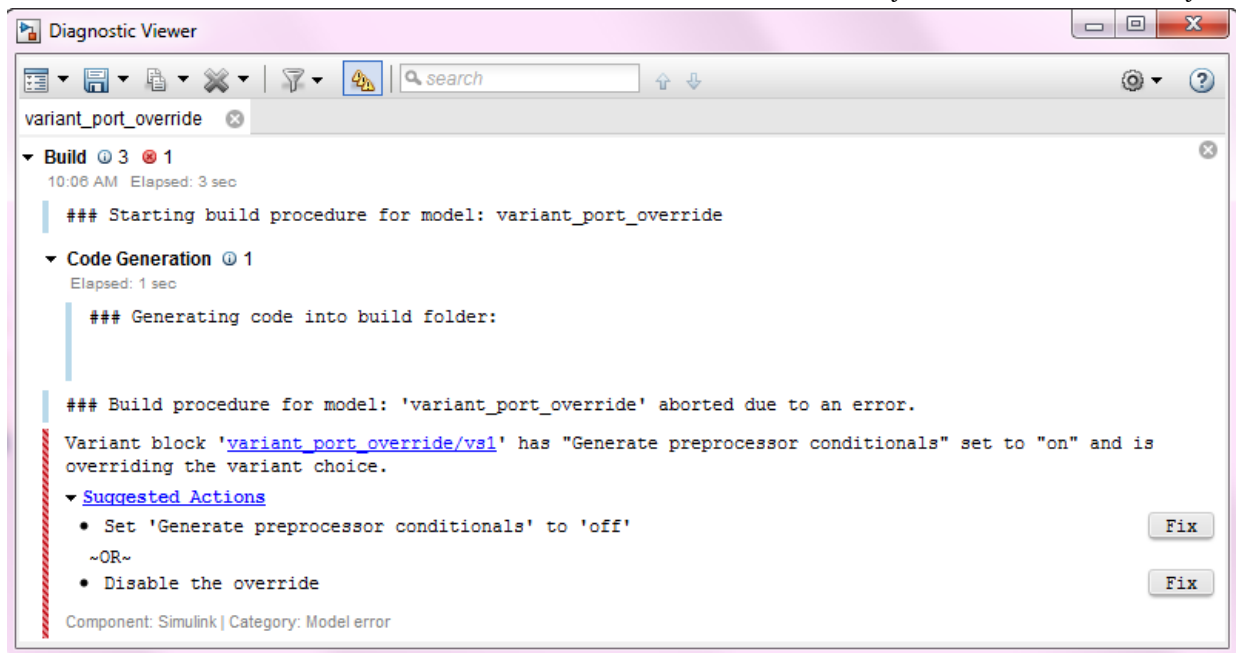 Diagnostic Viewer
search
variant_port_override
Build 3 1
10:06 AM Elapsed: 3 sec
### Starting build procedure for model: variant_port_override
Code Generation 1
Elapsed: 1 sec
### Generating code into build folder:
### Build procedure for model: 'variant_port_override' aborted due to an error.
Variant block 'variant_port_override/vs1' has "Generate preprocessor conditionals" set to "on" and is
overriding the variant choice.
Suggested Actions
• Set 'Generate preprocessor conditionals' to 'off' Fix
~OR~
• Disable the override Fix
Component: Simulink | Category: Model error